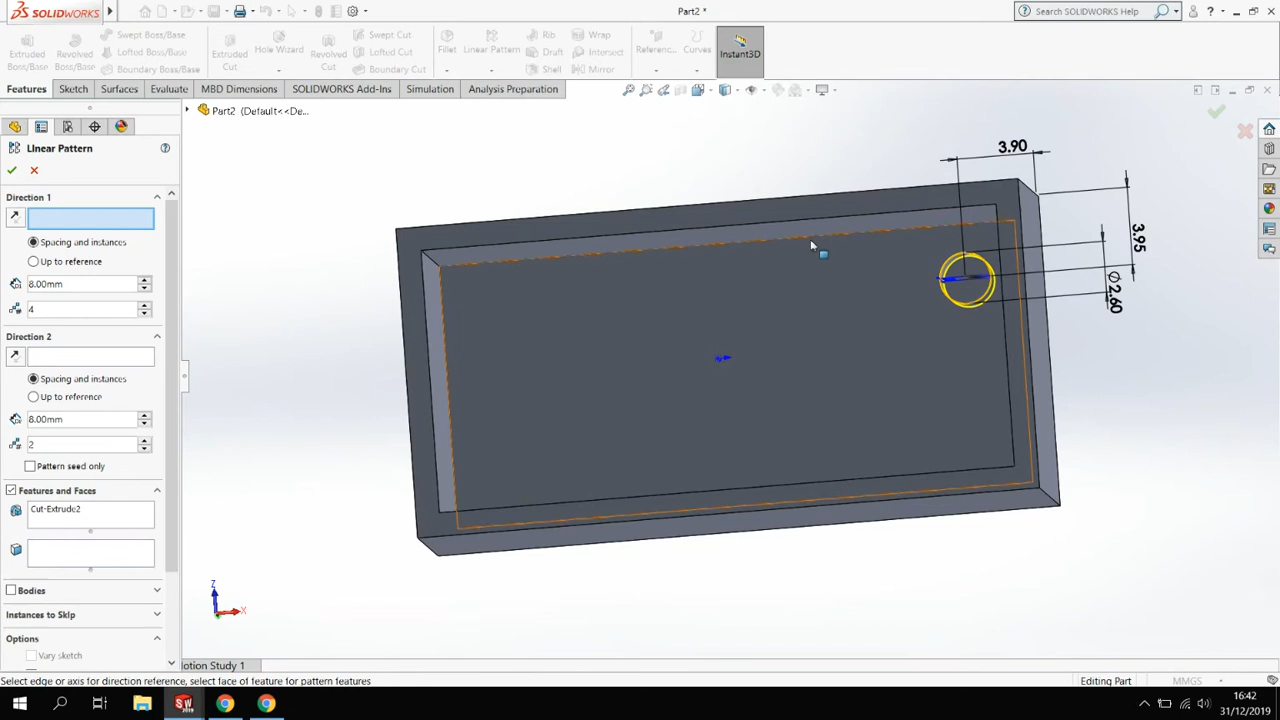 SOLIDWORKS
Part2 *
Search SOLIDWORKS Help
Extruded Boss/Base
Revolved Boss/Base
Swept Boss/Base
Lofted Boss/Base
Boundary Boss/Base
Extruded Cut
Hole Wizard
Revolved Cut
Swept Cut
Lofted Cut
Boundary Cut
Fillet
Linear Pattern
Rib
Draft
Shell
Wrap
Intersect
Mirror
Referenc...
Curves
Instant3D
Features
Sketch
Surfaces
Evaluate
MBD Dimensions
SOLIDWORKS Add-Ins
Simulation
Analysis Preparation
Part2 (Default<<De...
Linear Pattern
Direction 1
Spacing and instances
Up to reference
8.00mm
4
Direction 2
Spacing and instances
Up to reference
8.00mm
2
Pattern seed only
Features and Faces
Cut-Extrude2
Bodies
Instances to Skip
Options
Vary sketch
3.90
3.95
∅2.60
Z
X
otion Study 1
Select edge or axis for direction reference, select face of feature for pattern features
Editing Part
MMGS
SW
2019
16:42
31/12/2019